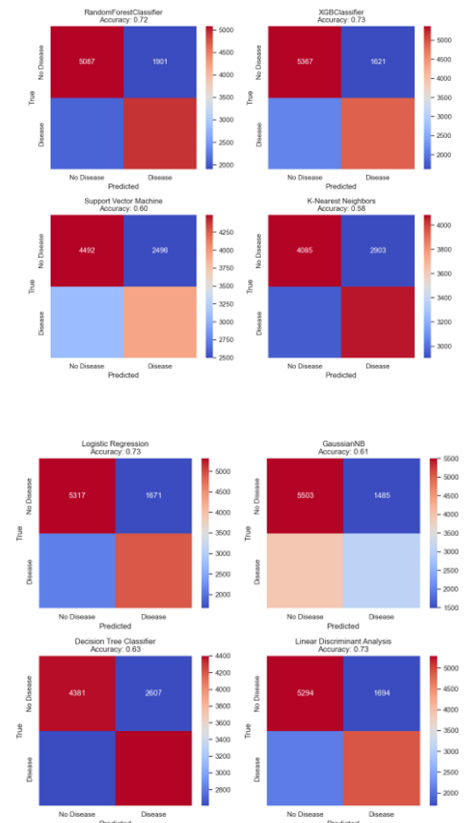 RandomForestClassifier
Accuracy: 0.72
No Disease
Disease
True
5087 1901
No Disease Disease
Predicted
5000
4500
4000
3500
3000
2500
2000
XGBClassifier
Accuracy: 0.73
No Disease
Disease
True
5367 1621
No Disease Disease
Predicted
5000
4500
4000
3500
3000
2500
2000
Support Vector Machine
Accuracy: 0.60
No Disease
Disease
True
4492 2496
No Disease Disease
Predicted
4250
4000
3750
3500
3250
3000
2750
2500
K-Nearest Neighbors
Accuracy: 0.58
No Disease
Disease
True
4085 2903
No Disease Disease
Predicted
4000
3800
3600
3400
3200
3000
Logistic Regression
Accuracy: 0.73
No Disease
Disease
True
5317 1671
No Disease Disease
Predicted
5000
4500
4000
3500
3000
2500
2000
GaussianNB
Accuracy: 0.61
No Disease
Disease
True
5503 1485
No Disease Disease
Predicted
5500
5000
4500
4000
3500
3000
2500
2000
1500
Decision Tree Classifier
Accuracy: 0.63
No Disease
Disease
True
4381 2607
No Disease Disease
Predicted
4400
4200
4000
3800
3600
3400
3200
3000
2800
Linear Discriminant Analysis
Accuracy: 0.73
No Disease
Disease
True
5294 1694
No Disease Disease
Predicted
5000
4500
4000
3500
3000
2500
2000